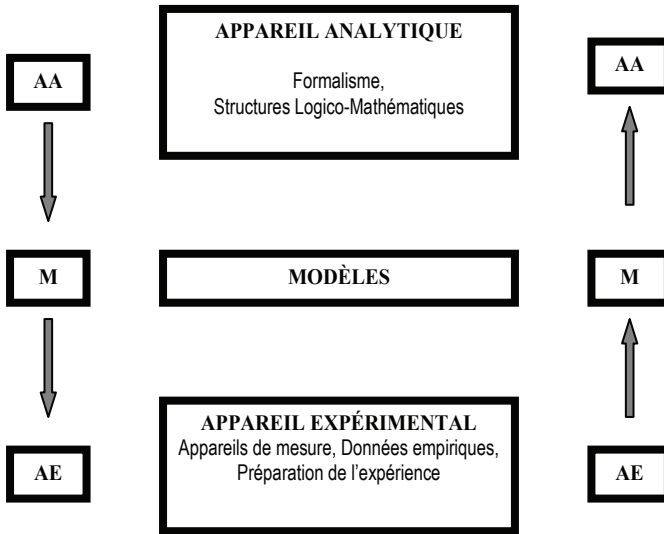 APPAREIL ANALYTIQUE
AA
Formalisme,
Structures Logico-Mathématiques
AA
M
MODÈLES
M
APPAREIL EXPÉRIMENTAL
Appareils de mesure, Données empiriques,
Préparation de l’expérience
AE
AE